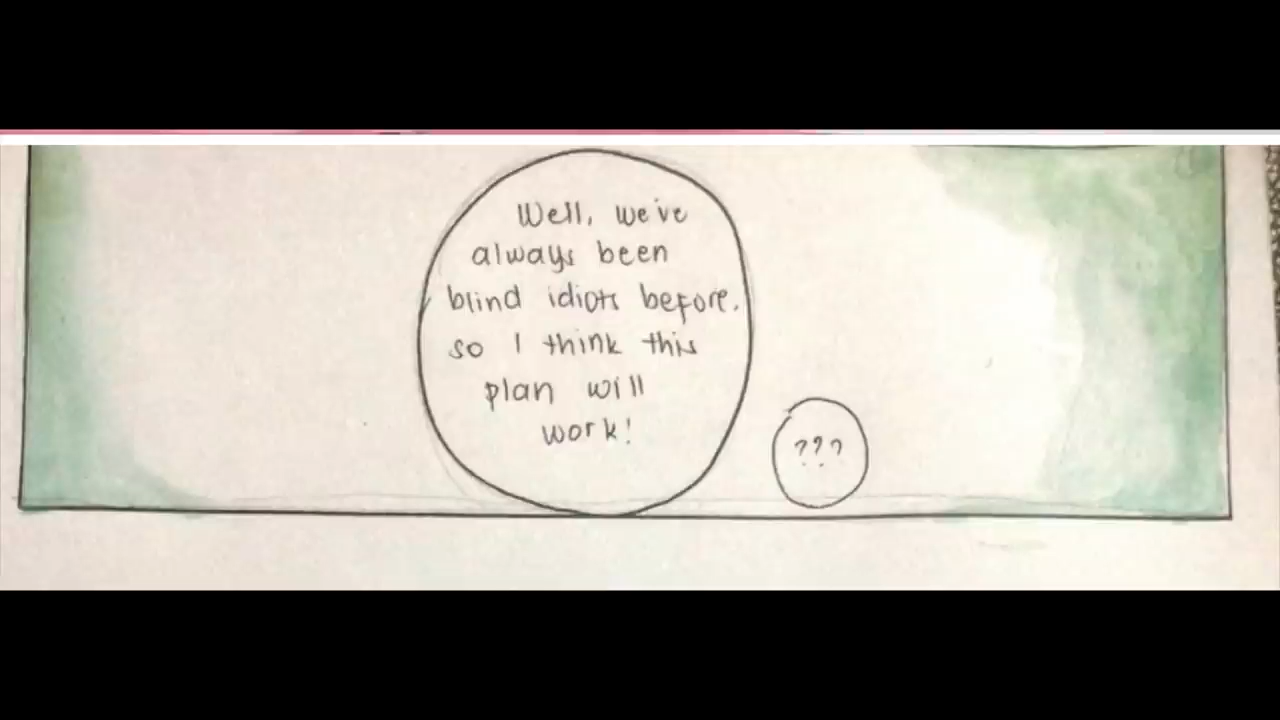 Well, we've
always been
blind idiots before.
so I think this
plan will
work!
???